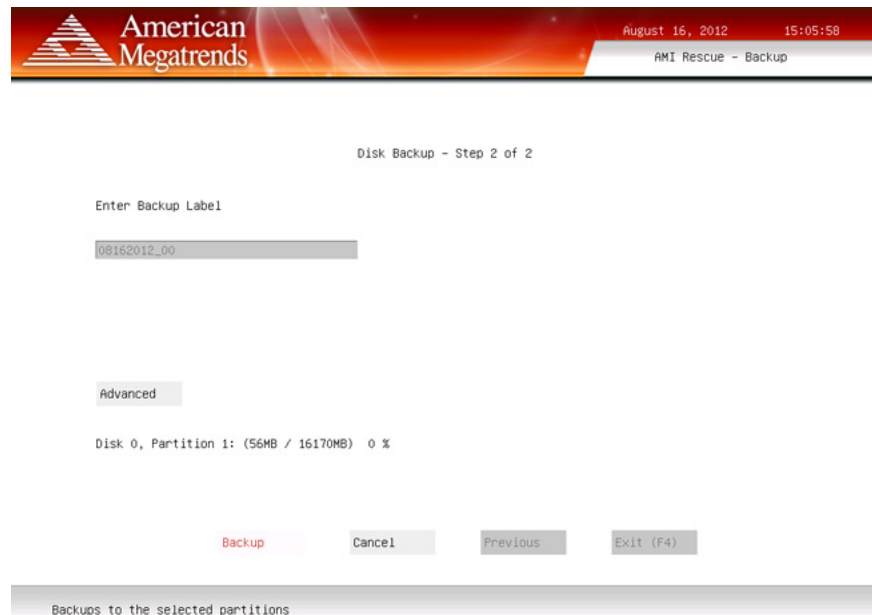 American
Megatrends
August 16, 2012 15:05:58
AMI Rescue - Backup
Disk Backup - Step 2 of 2
Enter Backup Label
08162012_00
Advanced
Disk 0, Partition 1: (56MB / 16170MB) 0 %
Backup Cancel Previous Exit (F4)
Backups to the selected partitions